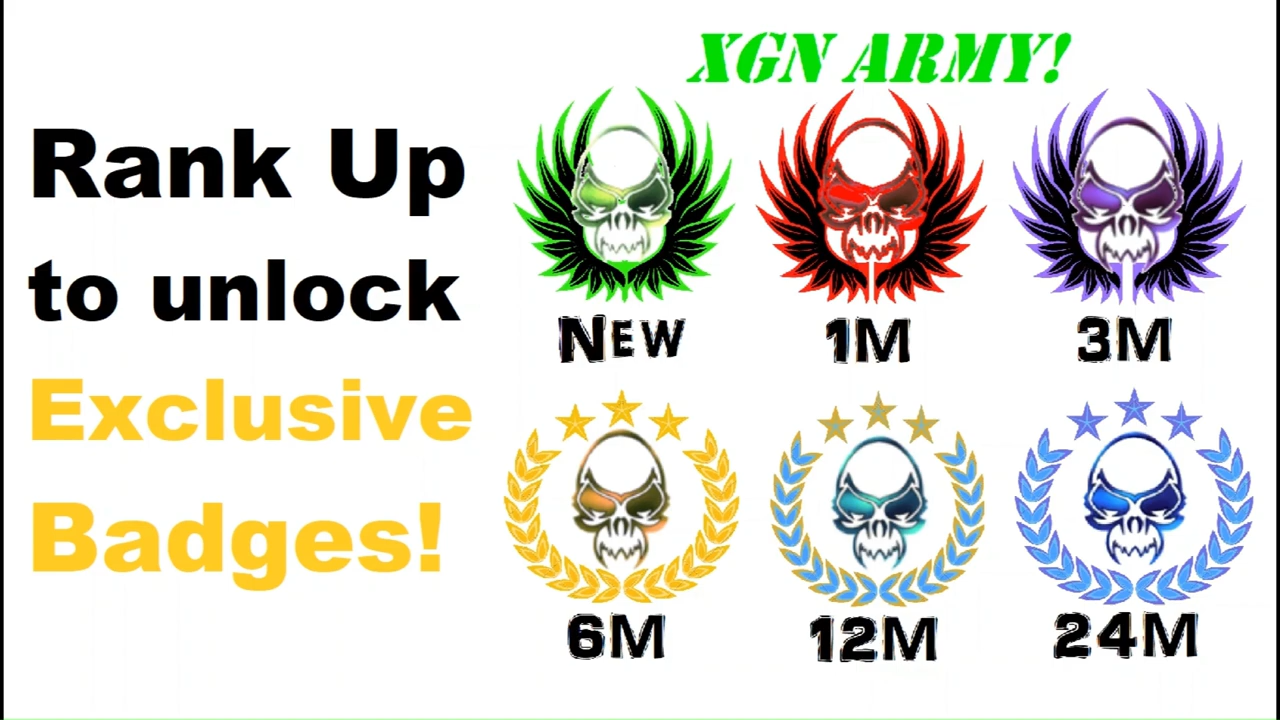 Rank Up
to unlock
Exclusive
Badges!
XGN ARMY!
NEW
1M
3M
6M
12M
24M